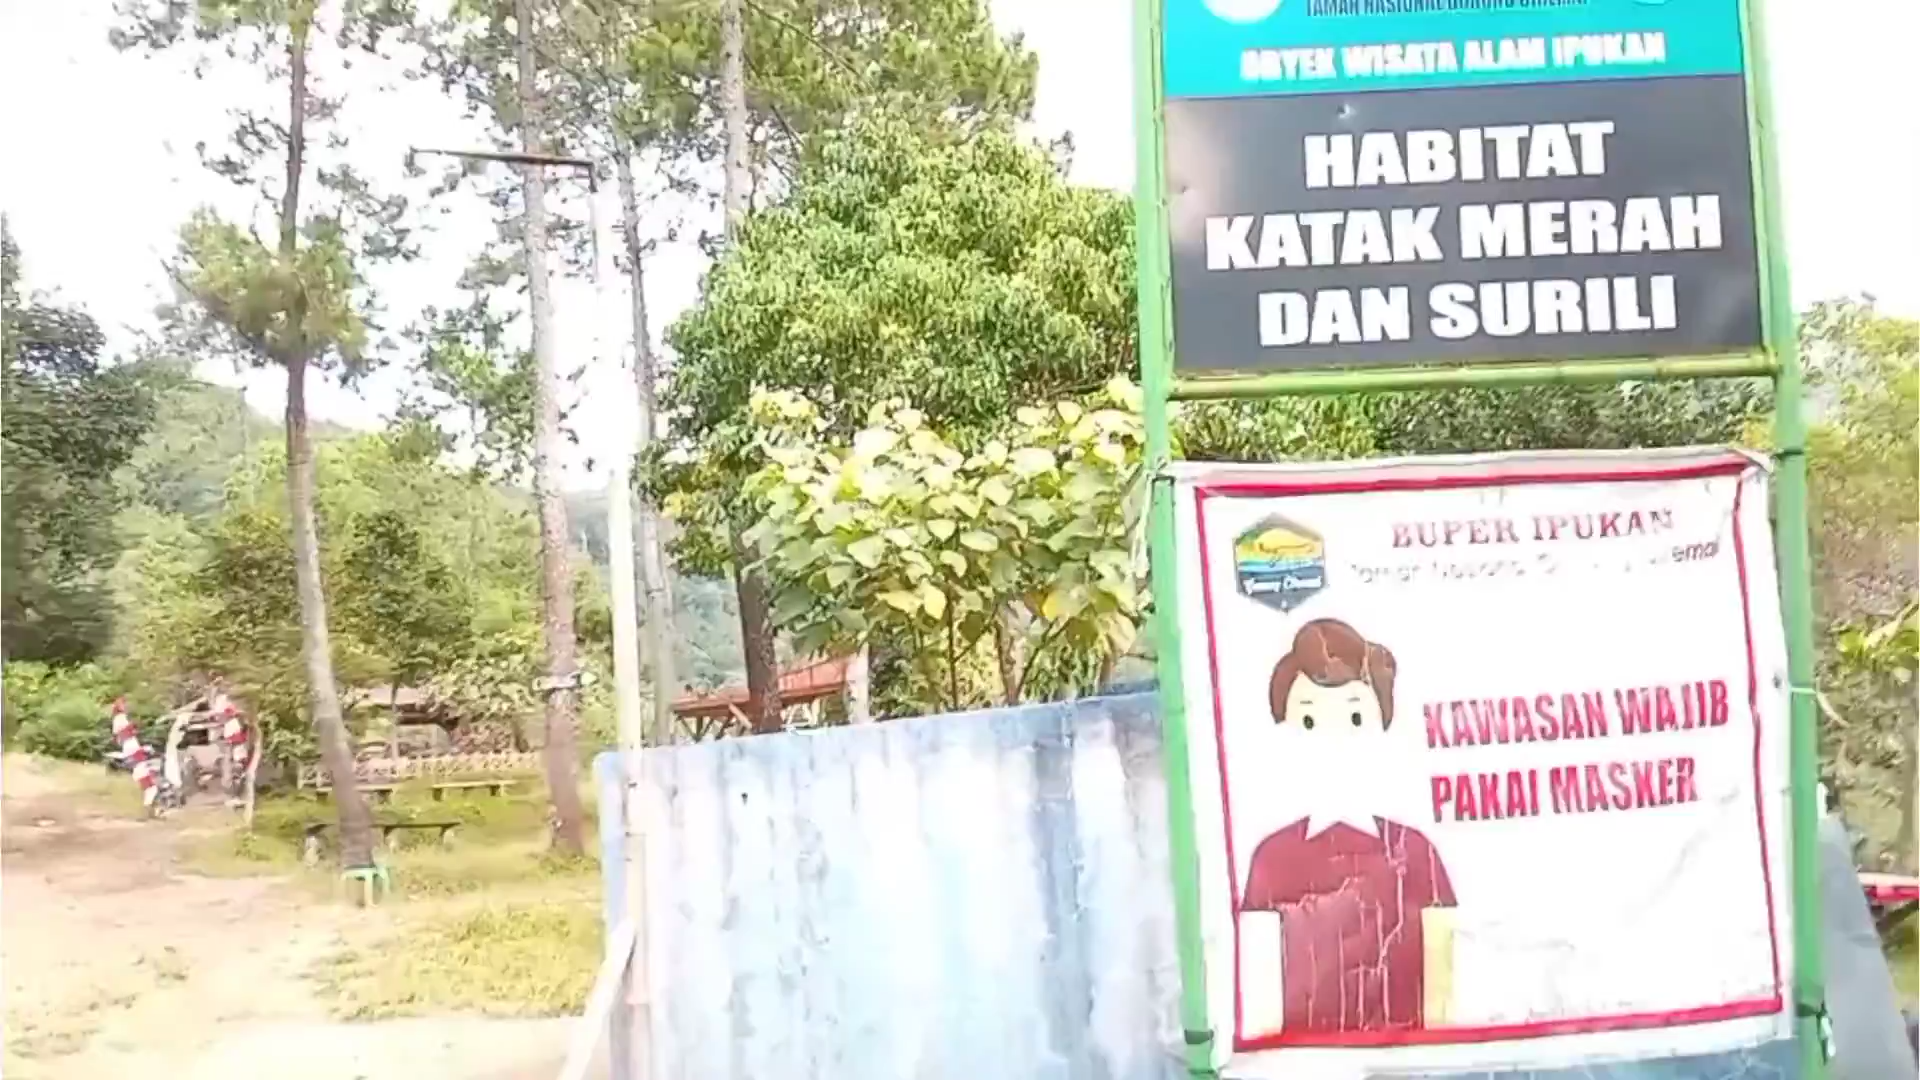 OBYEK WISATA ALAM IPUKAN
HABITAT
KATAK MERAH
DAN SURILI
BUPER IPUKAN
KAWASAN WAJIB
PAKAI MASKER